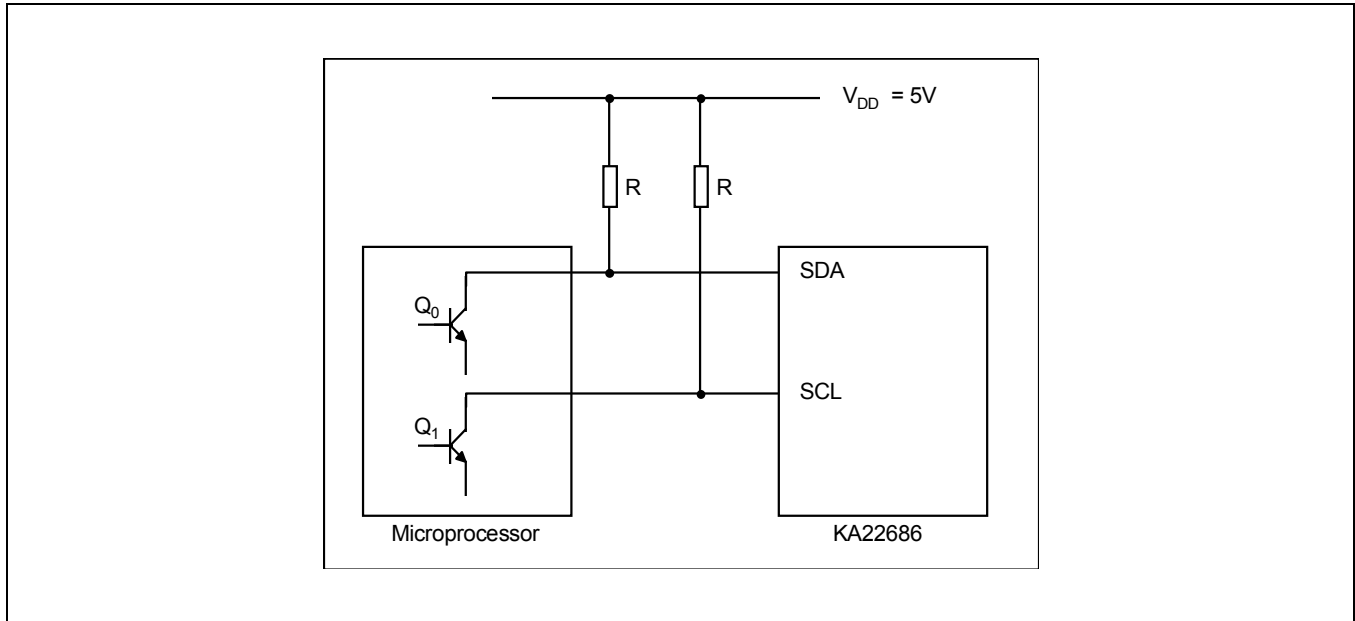 V_DD = 5V
R R
SDA
Q_0
SCL
Q_1
Microprocessor KA22686